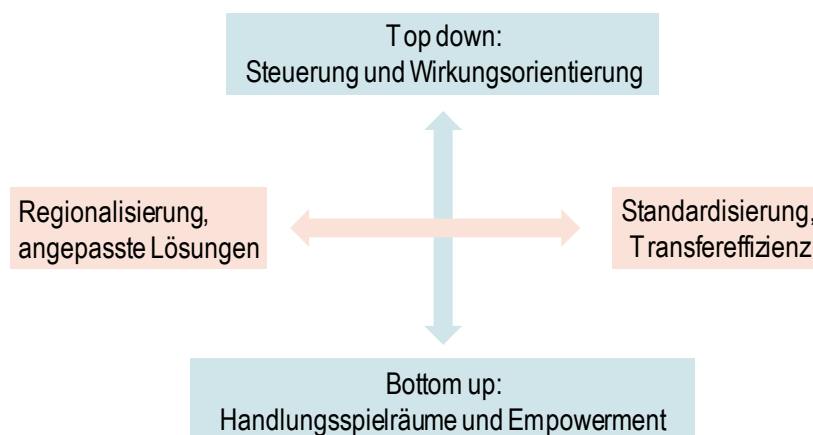 Top down:
Steuerung und Wirkungsorientierung
Regionalisierung,
angepasste Lösungen
Standardisierung,
Transfereffizienz
Bottom up:
Handlungsspielräume und Empowerment